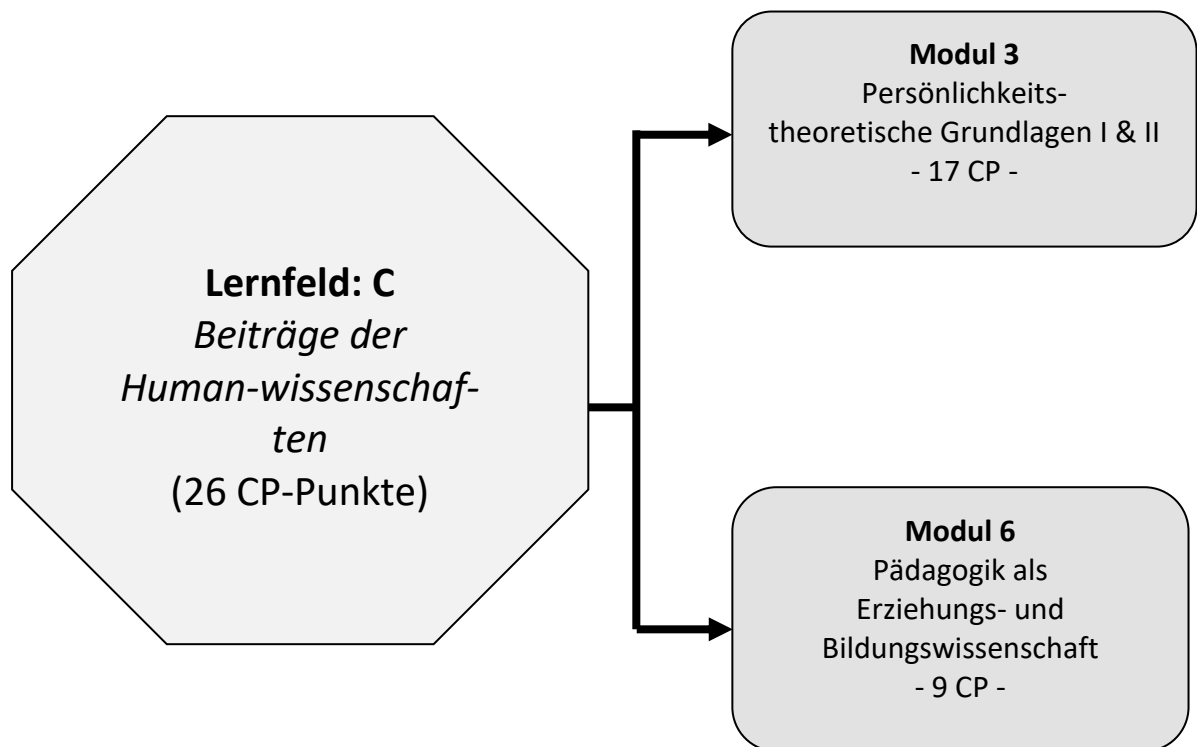 Lernfeld: C
Beiträge der
Human-wissenschaf-
ten
(26 CP-Punkte)
Modul 3
Persönlichkeits-
theoretische Grundlagen I & II
- 17 CP -
Modul 6
Pädagogik als
Erziehungs- und
Bildungswissenschaft
- 9 CP -